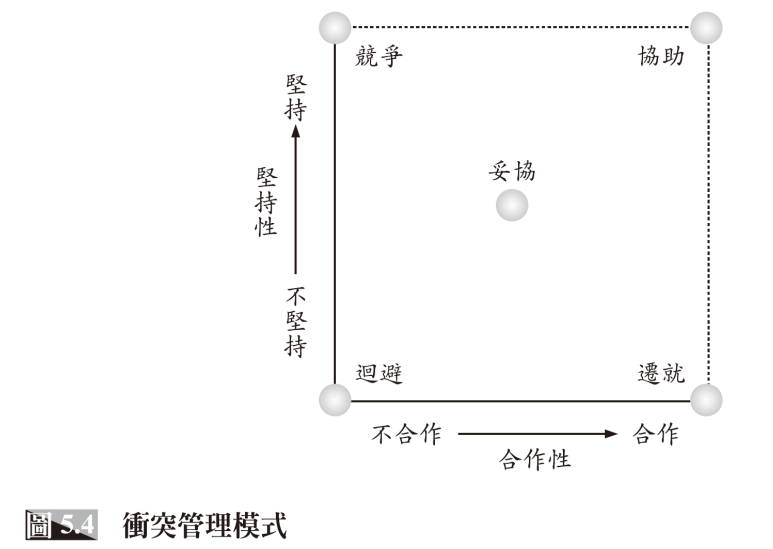 競爭
協助
堅持
堅持性
不堅持
妥協
迴避
遷就
不合作
合作
合作性
圖 5.4 衝突管理模式